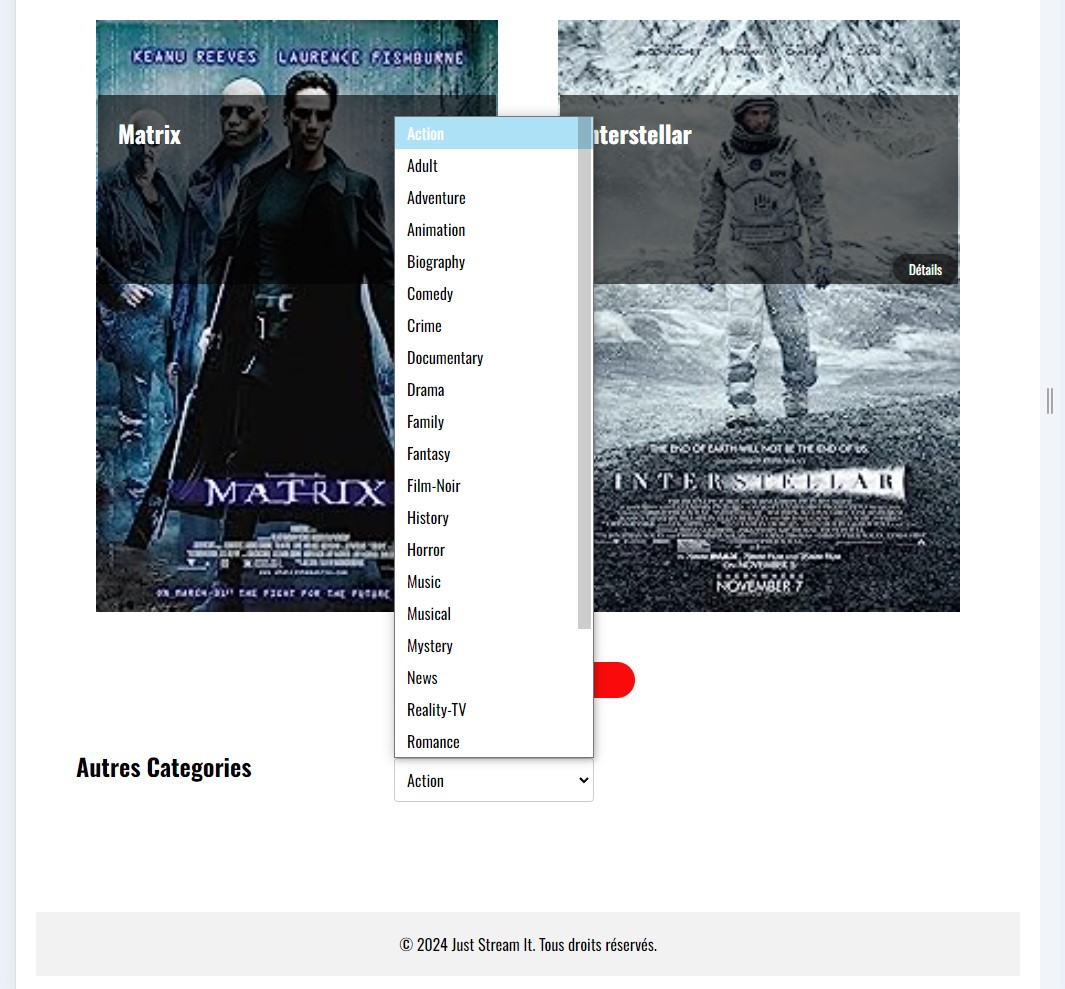 KEANU REEVES LAURENCE FISHBURNE
Matrix
MATRIX
ON MARCH 31ST THE FIGHT FOR THE FUTURE
nterstellar
Détails
THE END OF EARTH WILL NOT BE THE END OF US
INTERSTELLAR
NOVEMBER 7
Action
Adult
Adventure
Animation
Biography
Comedy
Crime
Documentary
Drama
Family
Fantasy
Film-Noir
History
Horror
Music
Musical
Mystery
News
Reality-TV
Romance
Autres Categories
Action
© 2024 Just Stream It. Tous droits réservés.